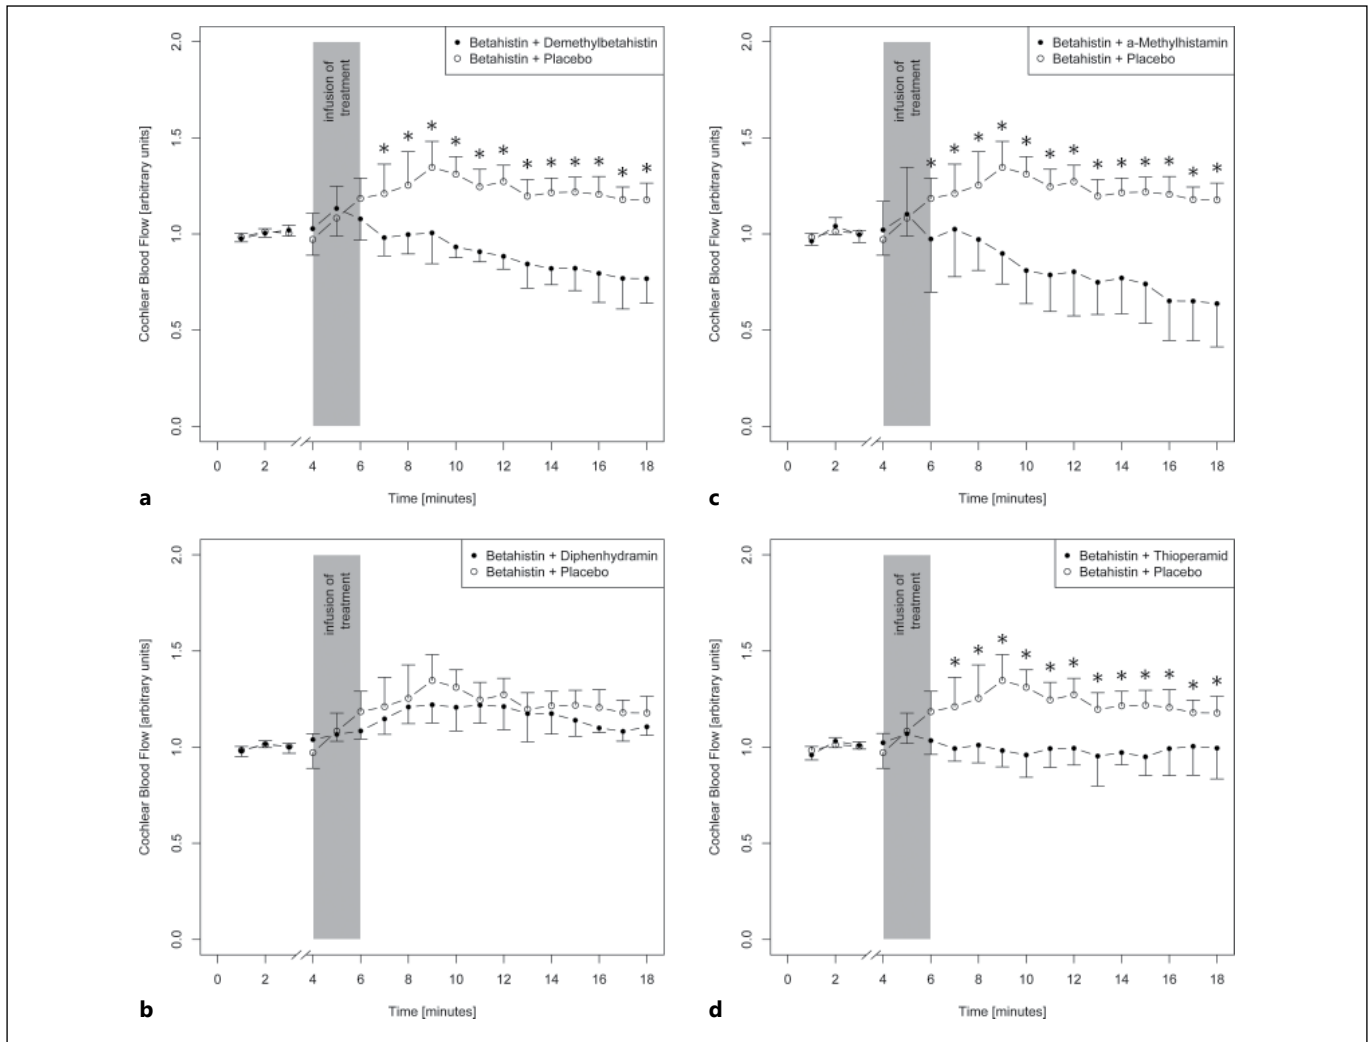 Betahistin + Demethylbetahistin
Betahistin + Placebo
infusion of
treatment
Cochlear Blood Flow [arbitrary units]
2.0
1.5
1.0
0.5
0.0
* * * * * * * * * * * *
0 2 4 6 8 10 12 14 16 18
Time [minutes]
a
Betahistin + a-Methylhistamin
Betahistin + Placebo
infusion of
treatment
Cochlear Blood Flow [arbitrary units]
2.0
1.5
1.0
0.5
0.0
* * * * * * * * * * * * *
0 2 4 6 8 10 12 14 16 18
Time [minutes]
c
Betahistin + Diphenhydramin
Betahistin + Placebo
infusion of
treatment
Cochlear Blood Flow [arbitrary units]
2.0
1.5
1.0
0.5
0.0
0 2 4 6 8 10 12 14 16 18
Time [minutes]
b
Betahistin + Thioperamid
Betahistin + Placebo
infusion of
treatment
Cochlear Blood Flow [arbitrary units]
2.0
1.5
1.0
0.5
0.0
* * * * * * * * * * * *
0 2 4 6 8 10 12 14 16 18
Time [minutes]
d